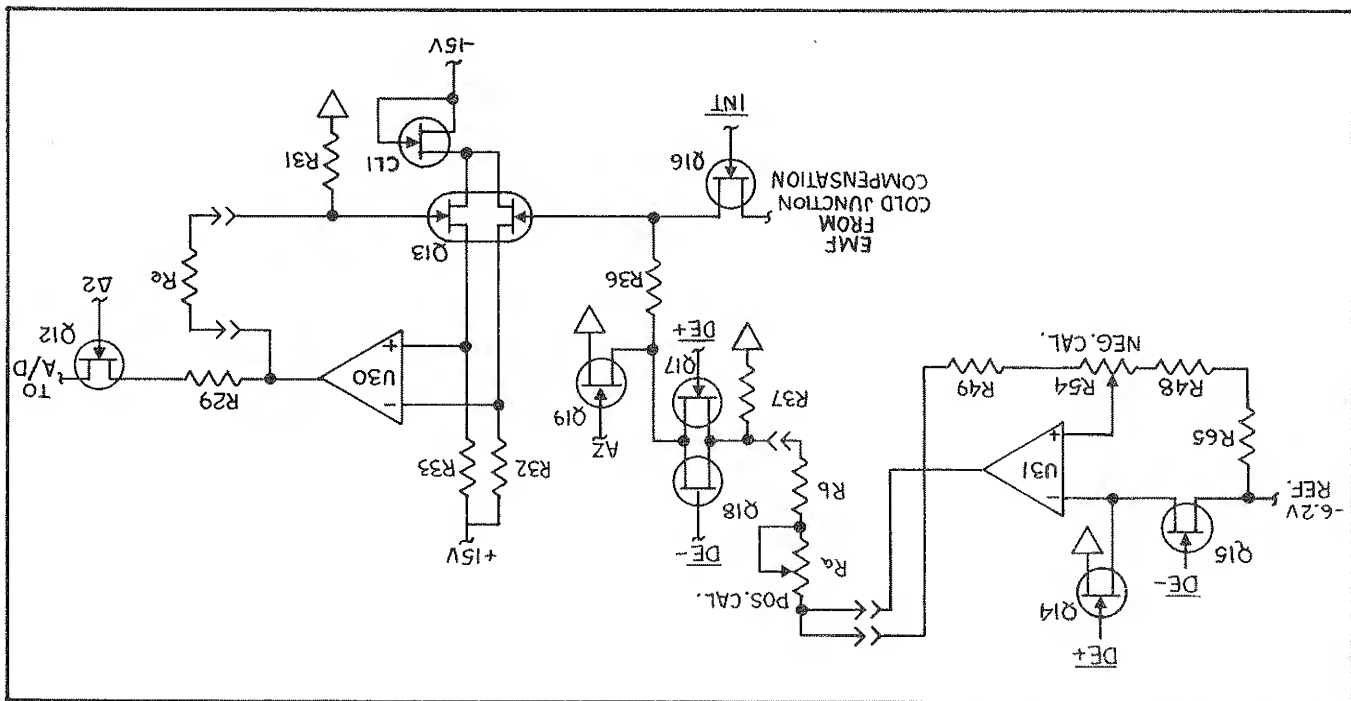 DE+
Q14
POS.CAL.
DE-
Q15
DE-
Ra
+15V
-6.2V
REF.
Q18
Rb
U31
R32
R33
R65
AZ
Q19
R37
R48
R54
R49
R29
TO
A/D
U30
NEG.CAL.
Q17
DE+
Q12
Δ2
R36
Re
EMF
FROM
COLD JUNCTION
COMPENSATION
Q13
Q16
R31
CL1
INT
-15V